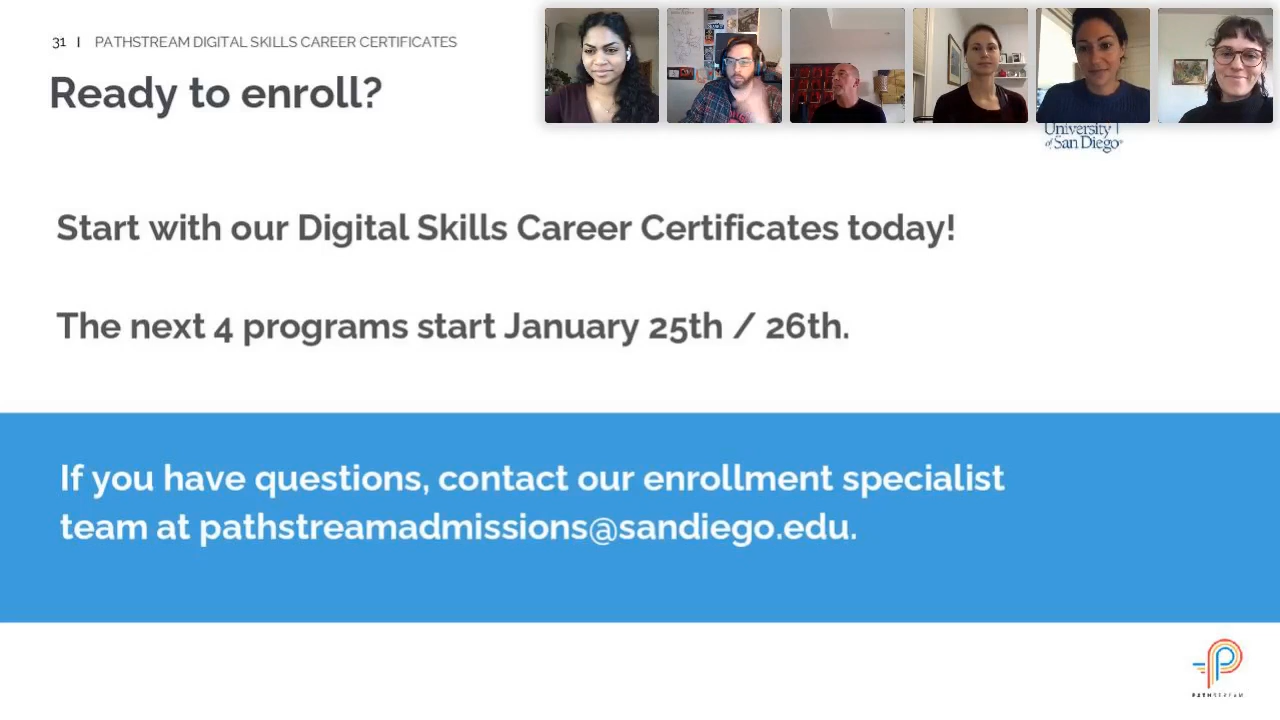 31 | PATHSTREAM DIGITAL SKILLS CAREER CERTIFICATES
Ready to enroll?
University
of San Diego®
Start with our Digital Skills Career Certificates today!
The next 4 programs start January 25th / 26th.
If you have questions, contact our enrollment specialist
team at pathstreamadmissions@sandiego.edu.
PATHSTREAM